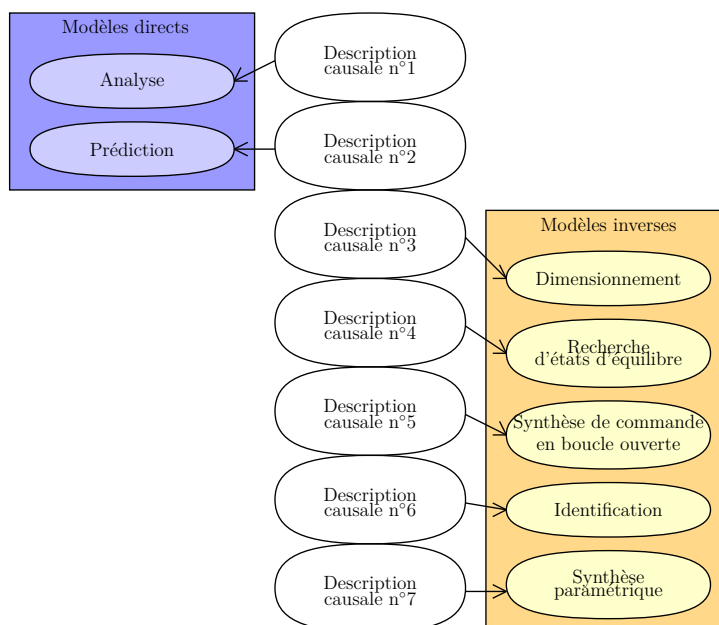 Modèles directs
Analyse
Prédiction
Description
causale n°1
Description
causale n°2
Description
causale n°3
Description
causale n°4
Description
causale n°5
Description
causale n°6
Description
causale n°7
Modèles inverses
Dimensionnement
Recherche
d'états d'équilibre
Synthèse de commande
en boucle ouverte
Identification
Synthèse
paramétrique